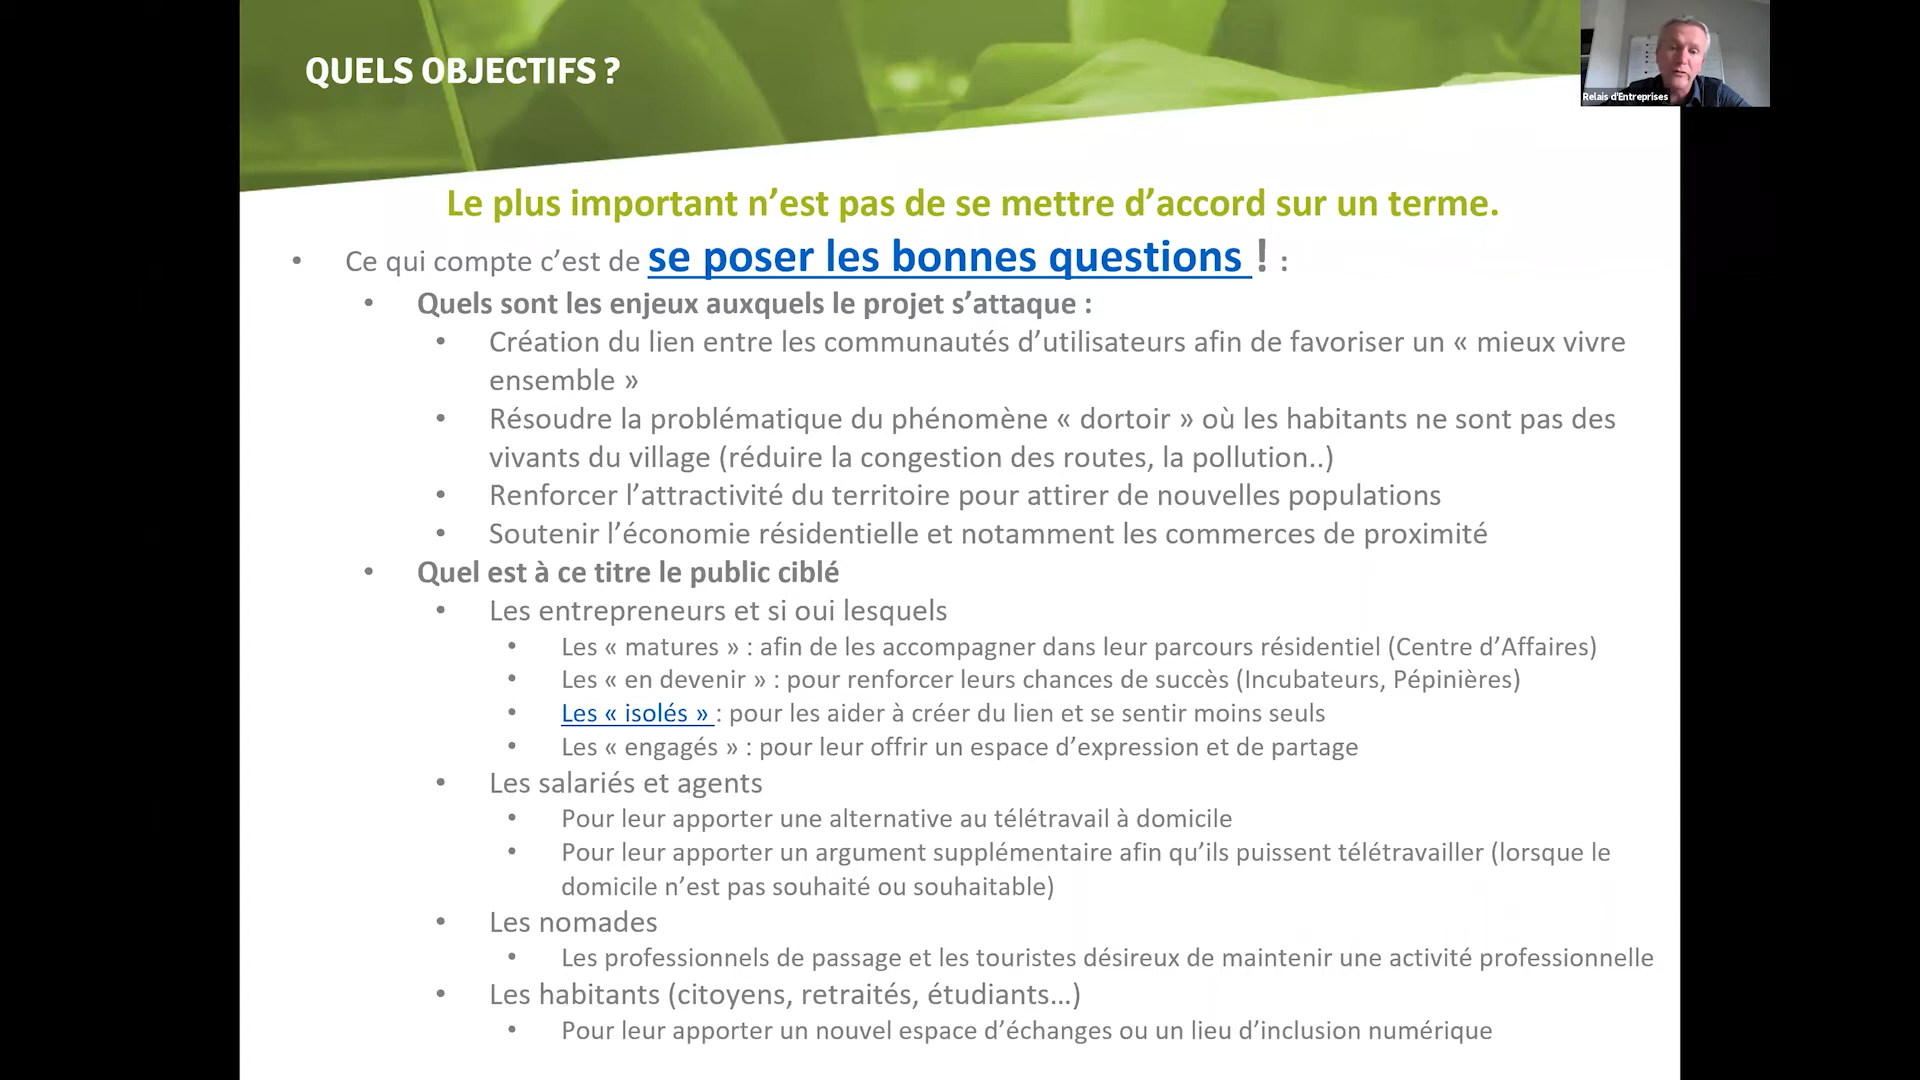 QUELS OBJECTIFS ?
Relais d'Entreprises
Le plus important n’est pas de se mettre d’accord sur un terme.
• Ce qui compte c’est de se poser les bonnes questions ! :
• Quels sont les enjeux auxquels le projet s’attaque :
• Création du lien entre les communautés d’utilisateurs afin de favoriser un « mieux vivre
ensemble »
• Résoudre la problématique du phénomène « dortoir » où les habitants ne sont pas des
vivants du village (réduire la congestion des routes, la pollution..)
• Renforcer l’attractivité du territoire pour attirer de nouvelles populations
• Soutenir l’économie résidentielle et notamment les commerces de proximité
• Quel est à ce titre le public ciblé
• Les entrepreneurs et si oui lesquels
• Les « matures » : afin de les accompagner dans leur parcours résidentiel (Centre d’Affaires)
• Les « en devenir » : pour renforcer leurs chances de succès (Incubateurs, Pépinières)
• Les « isolés » : pour les aider à créer du lien et se sentir moins seuls
• Les « engagés » : pour leur offrir un espace d’expression et de partage
• Les salariés et agents
• Pour leur apporter une alternative au télétravail à domicile
• Pour leur apporter un argument supplémentaire afin qu’ils puissent télétravailler (lorsque le
domicile n’est pas souhaité ou souhaitable)
• Les nomades
• Les professionnels de passage et les touristes désireux de maintenir une activité professionnelle
• Les habitants (citoyens, retraités, étudiants…)
• Pour leur apporter un nouvel espace d’échanges ou un lieu d’inclusion numérique